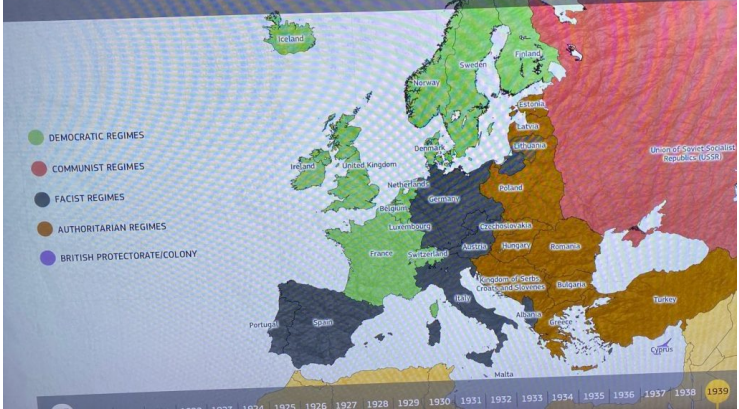 Iceland
Finland
Sweden
Norway
Estonia
Latvia
Denmark
Lithuania
DEMOCRATIC REGIMES
Union of Soviet Socialist
Republics (USSR
Ireland
United Kingdom
COMMUNIST REGIMES
Netherlands
Poland
FACIST REGIMES
Germany
Belgium
AUTHORITARIAN REGIMES
Luxembourg
Czechoslovakia
Austria
Hungary
Romania
BRITISH PROTECTORATE/COLONY
France
Switzerland
Kingdom of Serbs,
Croats and Slovenes
Bulgaria
Italy
Turkey
Albania
Portugal
Spain
Greece
Cyprus
Malta
1924 1925 1926 1927 1928 1929 1930 1931 1932 1933 1934 1935 1936 1937 1938 1939